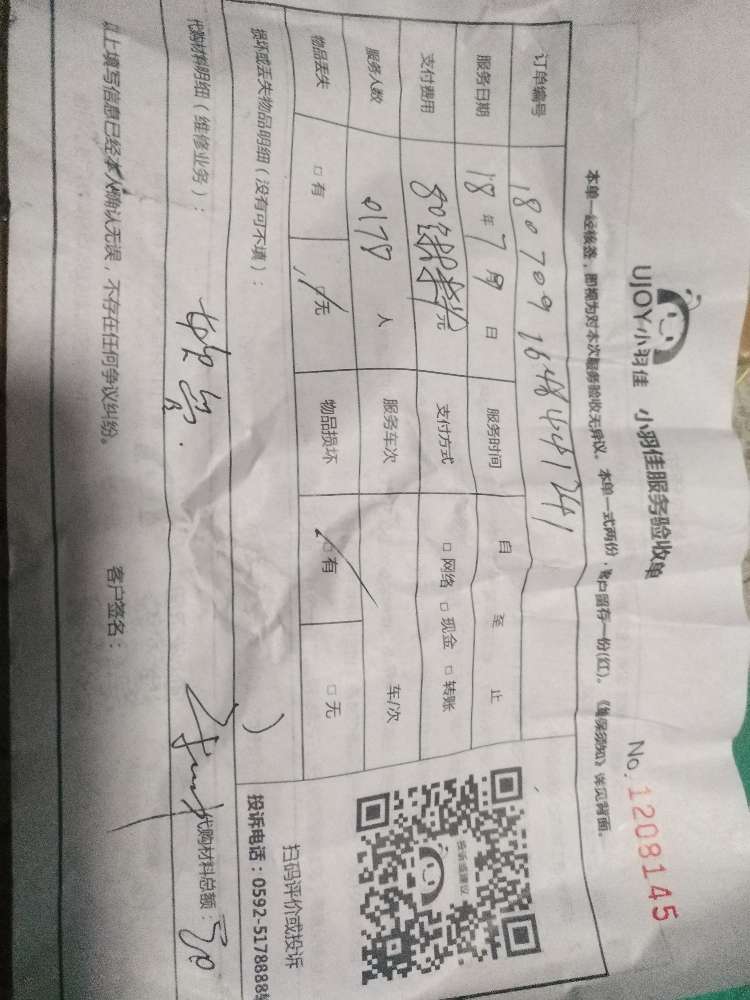 UJOY小羽佳 小羽佳服务验收单
No.1208145
本单一经核签,即视为对本次服务验收无异议。本单一式两份,客户留存一份(红)。《售保须知》详见背面。
订单编号
服务日期 18年7月9日 服务时间 自 至 止
支付费用 80 元 支付方式 □网络 □现金 □转账
服务人数 0178 人 服务车次 车/次
物品丢失 □有 □无 物品损坏 □有 □无
损坏或丢失物品明细(没有可不填):
代购材料明细(维修业务): 代购材料总额:
扫码评价或投诉
投诉电话:0592-5178888
投诉或建议
以上填写信息已经本人确认无误,不存在任何争议纠纷。 客户签名: